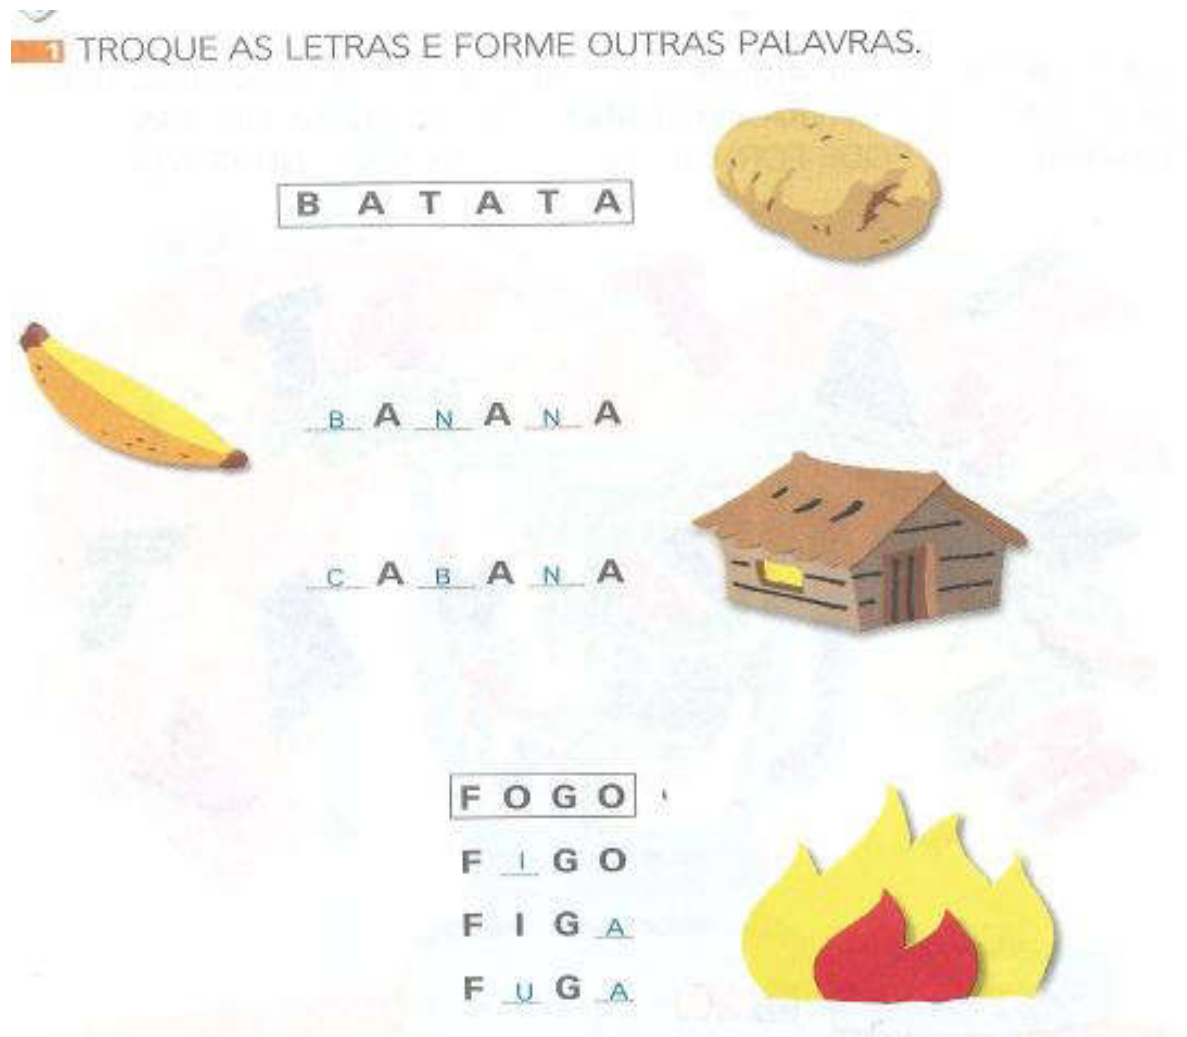 1 TROQUE AS LETRAS E FORME OUTRAS PALAVRAS.
B A T A T A
B A N A N A
C A B A N A
F O G O
F I G O
F I G A
F U G A